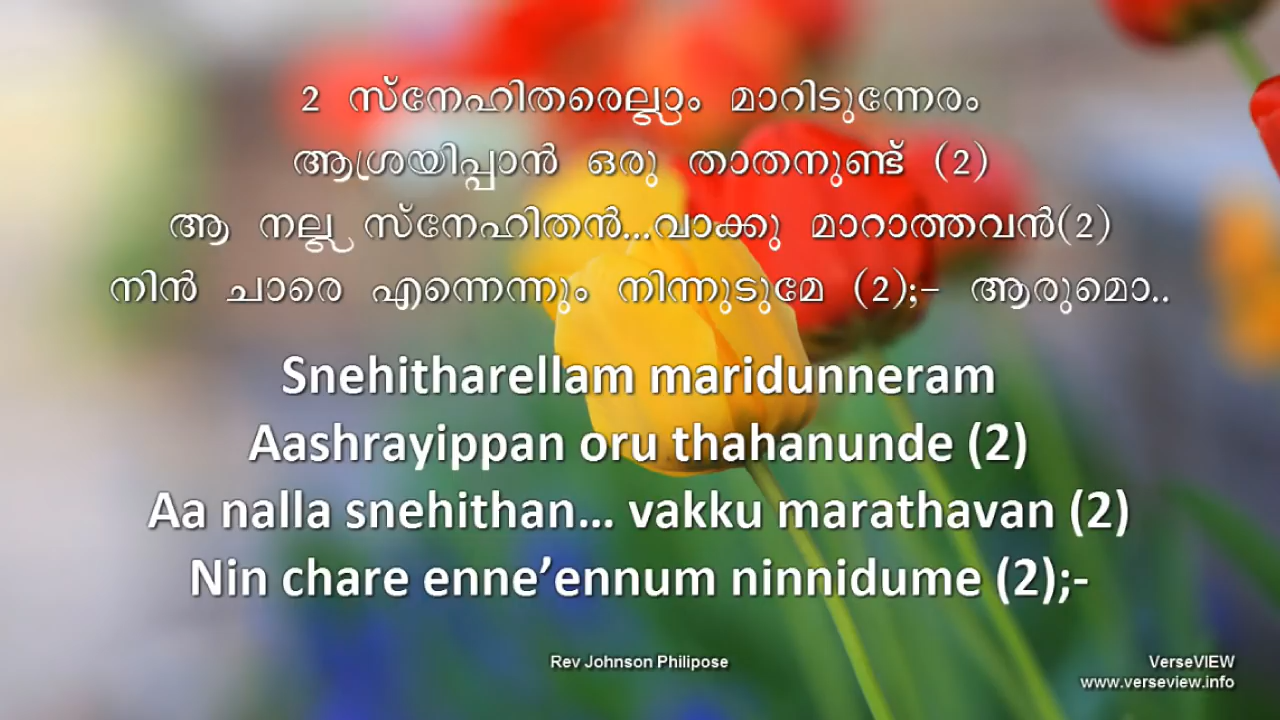 2 സ്നേഹിതരെല്ലാം മാറിടുന്നേരം
ആശ്രയിപ്പാൻ ഒരു താതനുണ്ട് (2)
ആ നല്ല സ്നേഹിതൻ...വാക്കു മാറാത്തവൻ(2)
നിൻ ചാരെ എന്നെന്നും നിന്നുടുമേ (2);- ആരുമൊ..
Snehitharellam maridunneram
Aashrayippan oru thahanunde (2)
Aa nalla snehithan... vakku marathavan (2)
Nin chare enne’ennum ninnidume (2);-
Rev Johnson Philipose
VerseVIEW
www.verseview.info